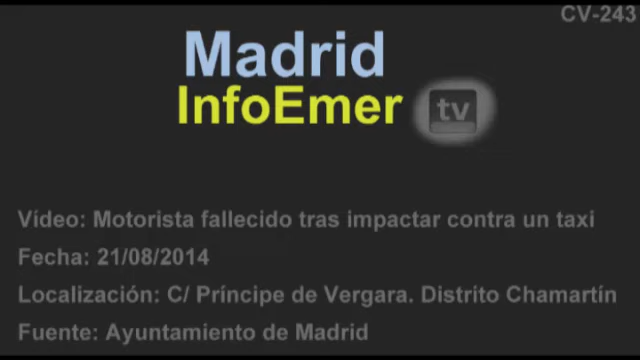 CV-243
Madrid
InfoEmer tv
Vídeo: Motorista fallecido tras impactar contra un taxi
Fecha: 21/08/2014
Localización: C/ Príncipe de Vergara. Distrito Chamartín
Fuente: Ayuntamiento de Madrid